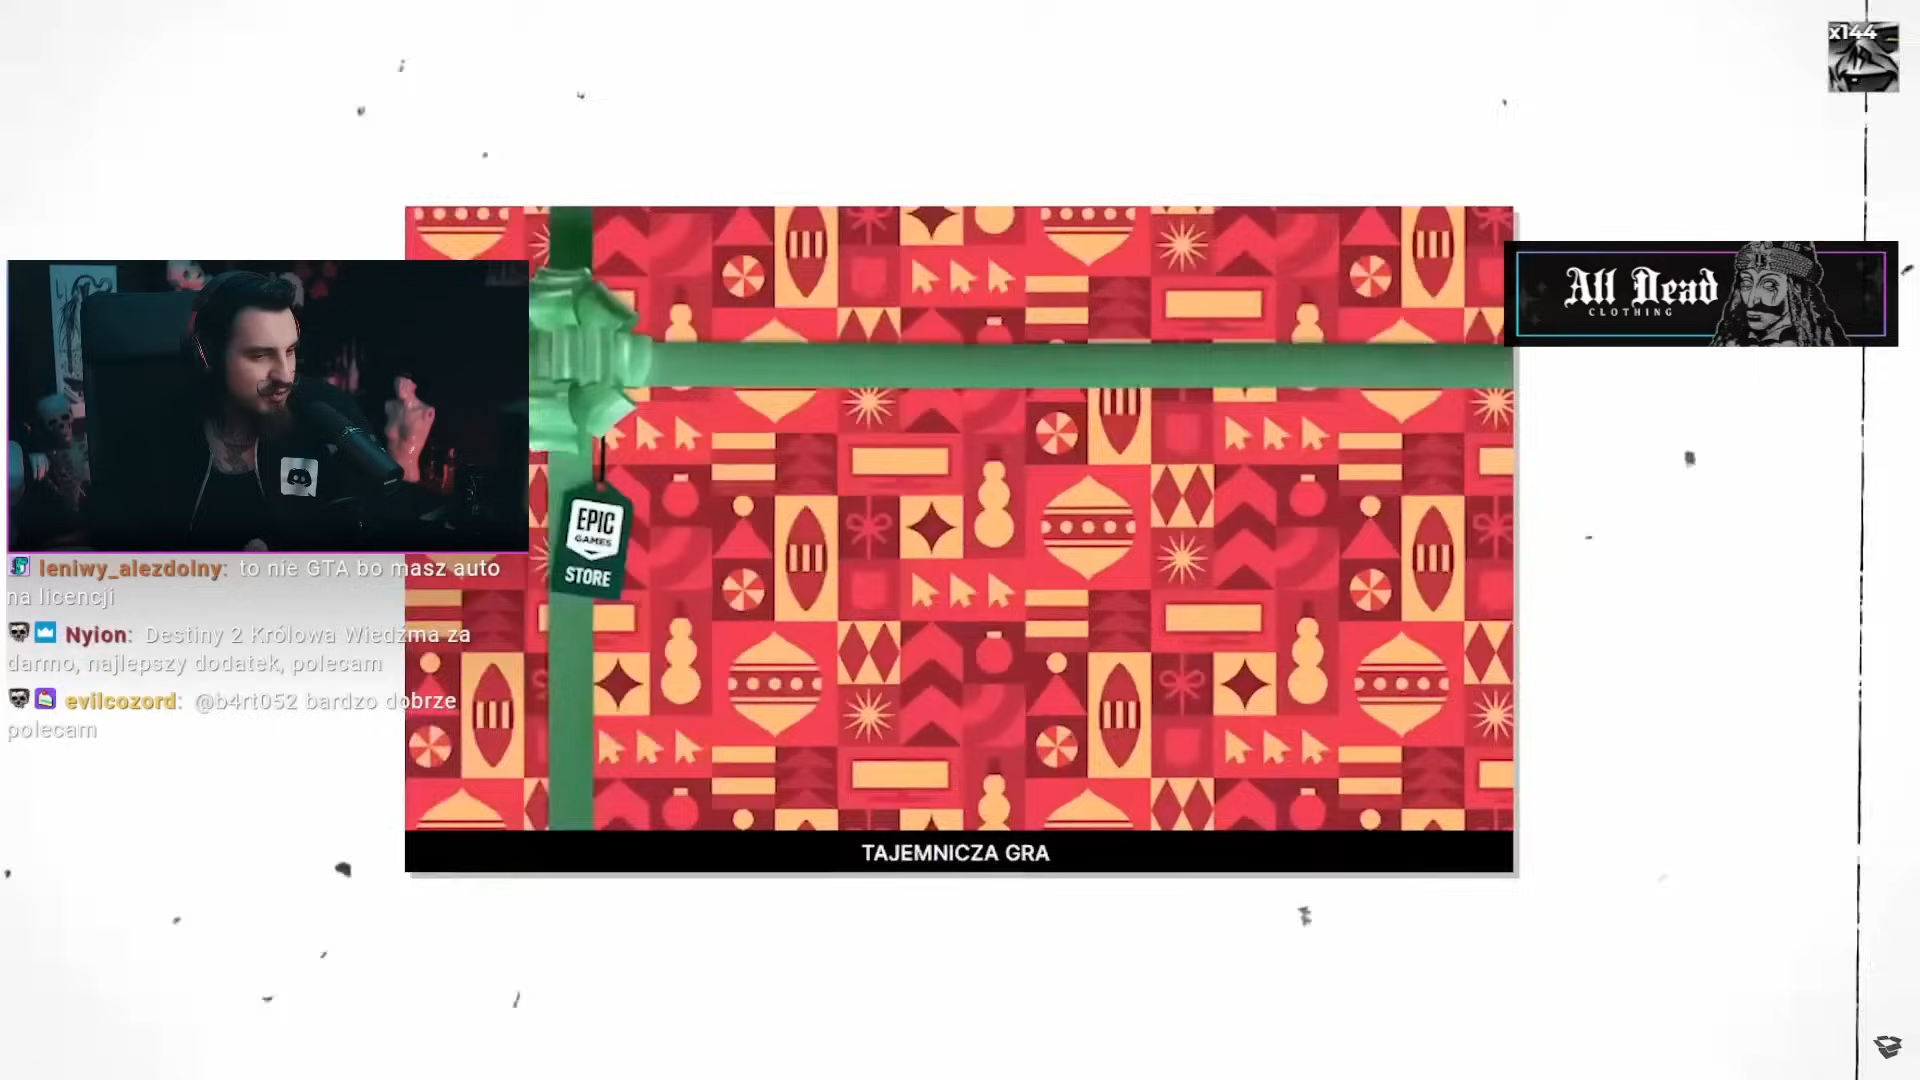 x144
All Dead
CLOTHING
EPIC
GAMES
STORE
leniwy_alezdolny: to nie GTA bo masz auto
na licencji
Nyion: Destiny 2 Królowa Wiedźma za
darmo, najlepszy dodatek, polecam
evilcozord: @b4rt052 bardzo dobrze
polecam
TAJEMNICZA GRA